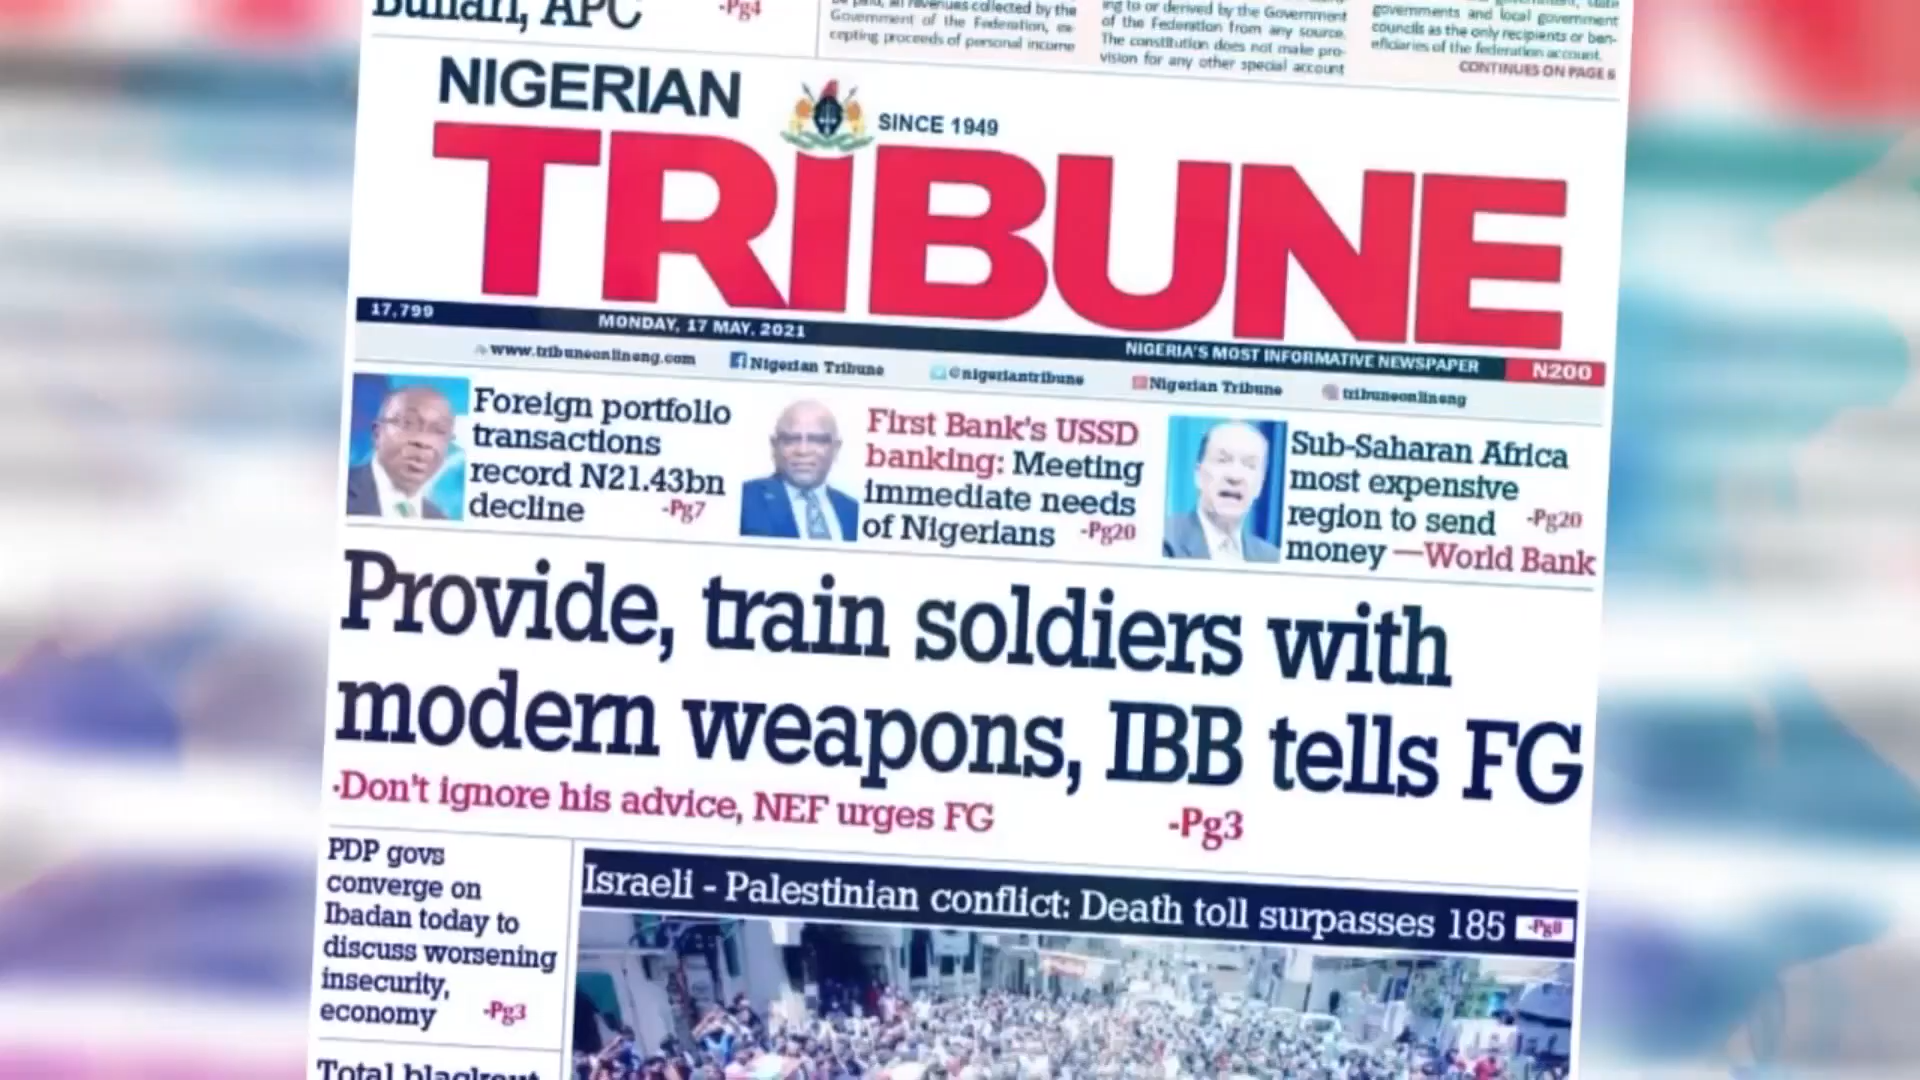 Buhari, APC
-Pg4
be paid, all revenues collected by the
Government of the Federation, ex-
cepting proceeds of personal income
ing to or derived by the Government
of the Federation from any source.
The constitution does not make pro-
vision for any other special account
governments and local government
councils as the only recipients or ben-
eficiaries of the federation account.
CONTINUES ON PAGE 6
NIGERIAN
TRIBUNE
SINCE 1949
17,799
MONDAY, 17 MAY, 2021
NIGERIA'S MOST INFORMATIVE NEWSPAPER
N200
www.tribuneonlineng.com
Nigerian Tribune
@nigeriantribune
Nigerian Tribune
tribuneonlineng
Foreign portfolio
transactions
record N21.43bn
decline -Pg7
First Bank's USSD
banking: Meeting
immediate needs
of Nigerians -Pg20
Sub-Saharan Africa
most expensive
region to send -Pg20
money —World Bank
Provide, train soldiers with
modern weapons, IBB tells FG
·Don't ignore his advice, NEF urges FG
-Pg3
PDP govs
converge on
Ibadan today to
discuss worsening
insecurity,
economy -Pg3
Total blackout
Israeli - Palestinian conflict: Death toll surpasses 185
-Pg8